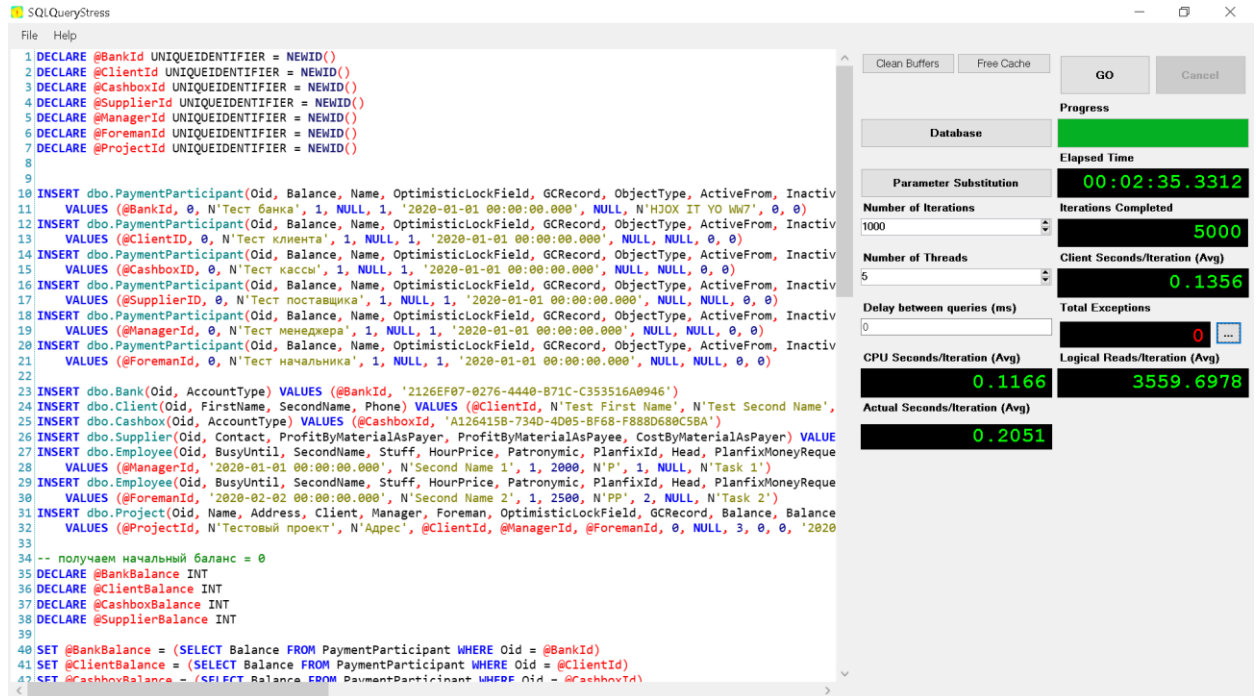 SQLQueryStress
File Help
1 DECLARE @BankId UNIQUEIDENTIFIER = NEWID()
2 DECLARE @ClientId UNIQUEIDENTIFIER = NEWID()
3 DECLARE @CashboxId UNIQUEIDENTIFIER = NEWID()
4 DECLARE @SupplierId UNIQUEIDENTIFIER = NEWID()
5 DECLARE @ManagerId UNIQUEIDENTIFIER = NEWID()
6 DECLARE @ForemanId UNIQUEIDENTIFIER = NEWID()
7 DECLARE @ProjectId UNIQUEIDENTIFIER = NEWID()
8
9
10 INSERT dbo.PaymentParticipant(Oid, Balance, Name, OptimisticLockField, GCRecord, ObjectType, ActiveFrom, Inactiv
11 VALUES (@BankId, 0, N'Тест банка', 1, NULL, 1, '2020-01-01 00:00:00.000', NULL, N'HJOX IT YO WW7', 0, 0)
12 INSERT dbo.PaymentParticipant(Oid, Balance, Name, OptimisticLockField, GCRecord, ObjectType, ActiveFrom, Inactiv
13 VALUES (@ClientID, 0, N'Тест клиента', 1, NULL, 1, '2020-01-01 00:00:00.000', NULL, NULL, 0, 0)
14 INSERT dbo.PaymentParticipant(Oid, Balance, Name, OptimisticLockField, GCRecord, ObjectType, ActiveFrom, Inactiv
15 VALUES (@CashboxID, 0, N'Тест кассы', 1, NULL, 1, '2020-01-01 00:00:00.000', NULL, NULL, 0, 0)
16 INSERT dbo.PaymentParticipant(Oid, Balance, Name, OptimisticLockField, GCRecord, ObjectType, ActiveFrom, Inactiv
17 VALUES (@SupplierID, 0, N'Тест поставщика', 1, NULL, 1, '2020-01-01 00:00:00.000', NULL, NULL, 0, 0)
18 INSERT dbo.PaymentParticipant(Oid, Balance, Name, OptimisticLockField, GCRecord, ObjectType, ActiveFrom, Inactiv
19 VALUES (@ManagerId, 0, N'Тест менеджера', 1, NULL, 1, '2020-01-01 00:00:00.000', NULL, NULL, 0, 0)
20 INSERT dbo.PaymentParticipant(Oid, Balance, Name, OptimisticLockField, GCRecord, ObjectType, ActiveFrom, Inactiv
21 VALUES (@ForemanId, 0, N'Тест начальника', 1, NULL, 1, '2020-01-01 00:00:00.000', NULL, NULL, 0, 0)
22
23 INSERT dbo.Bank(Oid, AccountType) VALUES (@BankId, '2126EF07-0276-4440-B71C-C353516A0946')
24 INSERT dbo.Client(Oid, FirstName, SecondName, Phone) VALUES (@ClientId, N'Test First Name', N'Test Second Name',
25 INSERT dbo.Cashbox(Oid, AccountType) VALUES (@CashboxId, 'A126415B-734D-4D05-BF68-F888D680C5BA')
26 INSERT dbo.Supplier(Oid, Contact, ProfitByMaterialAsPayer, ProfitByMaterialAsPayee, CostByMaterialAsPayer) VALUE
27 INSERT dbo.Employee(Oid, BusyUntil, SecondName, Stuff, HourPrice, Patronymic, PlanfixId, Head, PlanfixMoneyReque
28 VALUES (@ManagerId, '2020-01-01 00:00:00.000', N'Second Name 1', 1, 2000, N'P', 1, NULL, N'Task 1')
29 INSERT dbo.Employee(Oid, BusyUntil, SecondName, Stuff, HourPrice, Patronymic, PlanfixId, Head, PlanfixMoneyReque
30 VALUES (@ForemanId, '2020-02-02 00:00:00.000', N'Second Name 2', 1, 2500, N'PP', 2, NULL, N'Task 2')
31 INSERT dbo.Project(Oid, Name, Address, Client, Manager, Foreman, OptimisticLockField, GCRecord, Balance, Balance
32 VALUES (@ProjectId, N'Тестовый проект', N'Адрес', @ClientId, @ManagerId, @ForemanId, 0, NULL, 3, 0, 0, '2020
33
34 -- получаем начальный баланс = 0
35 DECLARE @BankBalance INT
36 DECLARE @ClientBalance INT
37 DECLARE @CashboxBalance INT
38 DECLARE @SupplierBalance INT
39
40 SET @BankBalance = (SELECT Balance FROM PaymentParticipant WHERE Oid = @BankId)
41 SET @ClientBalance = (SELECT Balance FROM PaymentParticipant WHERE Oid = @ClientId)
42 SET @CashboxBalance = (SELECT Balance FROM PaymentParticipant WHERE Oid = @CashboxId)
Clean Buffers Free Cache
GO Cancel
Progress
Database
Elapsed Time
Parameter Substitution 00:02:35.3312
Number of Iterations Iterations Completed
1000 5000
Number of Threads Client Seconds/Iteration (Avg)
5 0.1356
Delay between queries (ms) Total Exceptions
0 0 ...
CPU Seconds/Iteration (Avg) Logical Reads/Iteration (Avg)
0.1166 3559.6978
Actual Seconds/Iteration (Avg)
0.2051